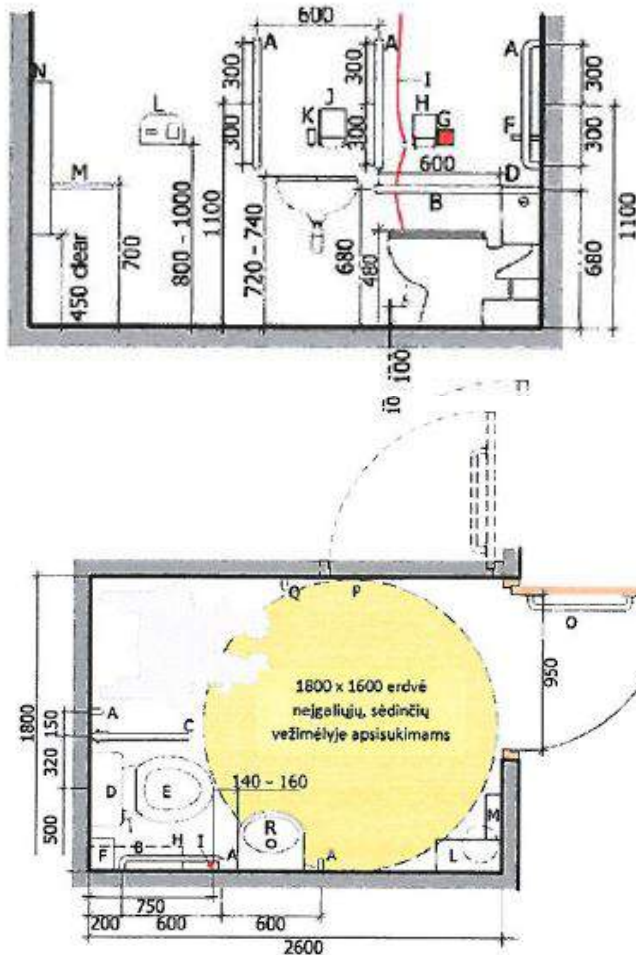 600
A A A
N
300 300 300
I
J
L
H
K
G
F
300 300 300
600
M
D
B
450 clear
700
800 - 1000
1100
720 - 740
680
480
680
1100
100
10
Q
P
O
1800 x 1600 erdvė
neįgaliųjų, sėdinčių
vežimėlyje apsisukimams
950
1800
150
A
C
320
140 - 160
D
E
500
R
M
F
B
H
I
A
A
L
750
200 600 600
2600